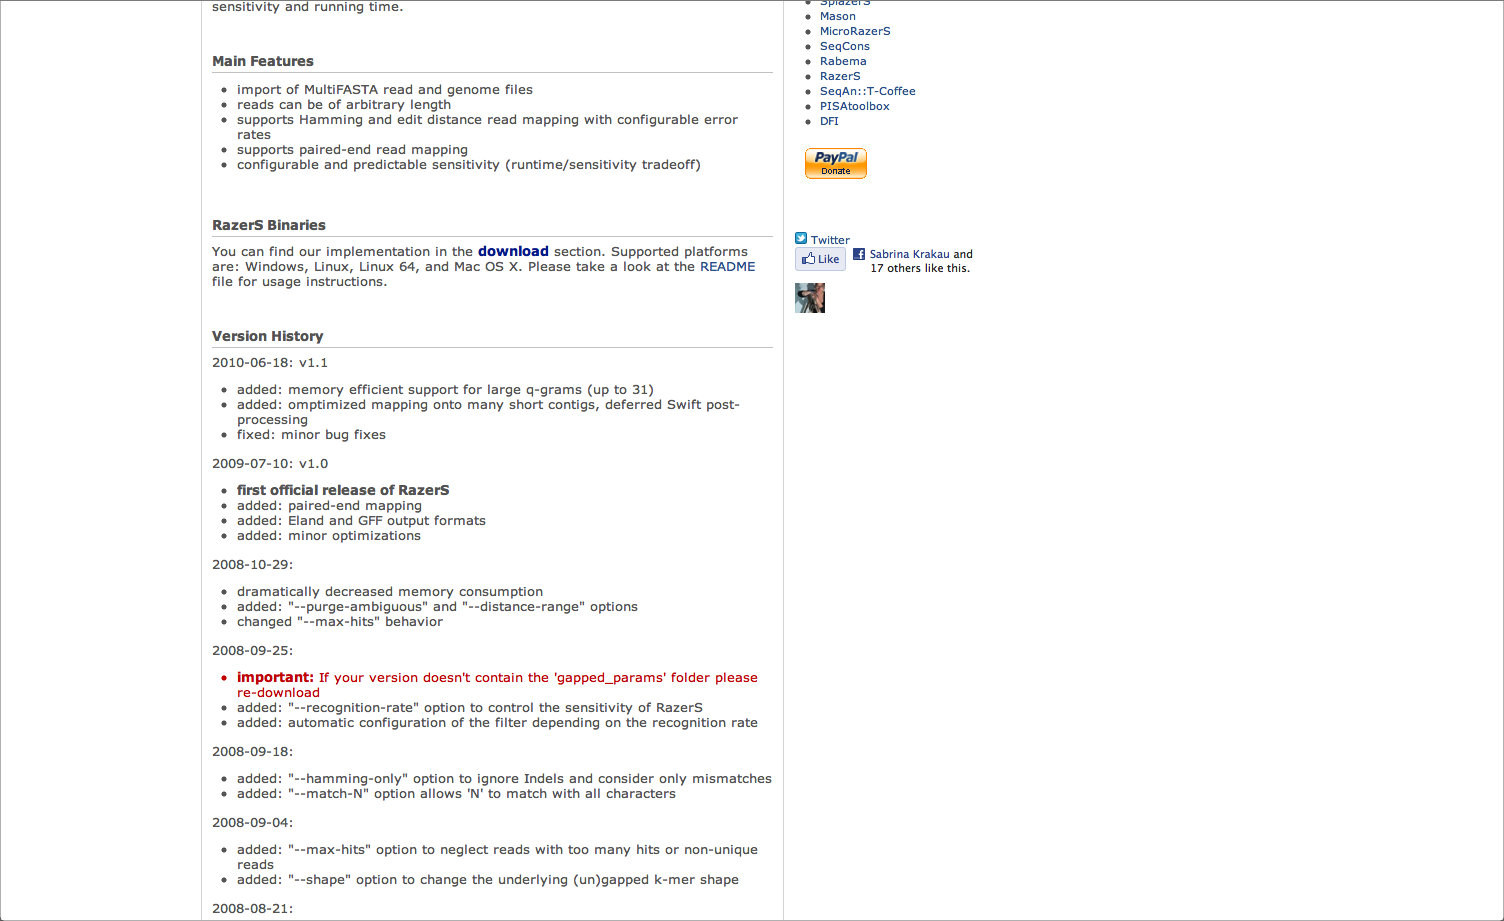 sensitivity and running time.
Main Features
import of MultiFASTA read and genome files
reads can be of arbitrary length
supports Hamming and edit distance read mapping with configurable error
rates
supports paired-end read mapping
configurable and predictable sensitivity (runtime/sensitivity tradeoff)
RazerS Binaries
You can find our implementation in the download section. Supported platforms
are: Windows, Linux, Linux 64, and Mac OS X. Please take a look at the README
file for usage instructions.
Version History
2010-06-18: v1.1
added: memory efficient support for large q-grams (up to 31)
added: omptimized mapping onto many short contigs, deferred Swift post-
processing
fixed: minor bug fixes
2009-07-10: v1.0
first official release of RazerS
added: paired-end mapping
added: Eland and GFF output formats
added: minor optimizations
2008-10-29:
dramatically decreased memory consumption
added: "--purge-ambiguous" and "--distance-range" options
changed "--max-hits" behavior
2008-09-25:
important: If your version doesn't contain the 'gapped_params' folder please
re-download
added: "--recognition-rate" option to control the sensitivity of RazerS
added: automatic configuration of the filter depending on the recognition rate
2008-09-18:
added: "--hamming-only" option to ignore Indels and consider only mismatches
added: "--match-N" option allows 'N' to match with all characters
2008-09-04:
added: "--max-hits" option to neglect reads with too many hits or non-unique
reads
added: "--shape" option to change the underlying (un)gapped k-mer shape
2008-08-21:
SplazerS
Mason
MicroRazerS
SeqCons
Rabema
RazerS
SeqAn::T-Coffee
PISAtoolbox
DFI
PayPal
Donate
Twitter
Like
Sabrina Krakau and
17 others like this.